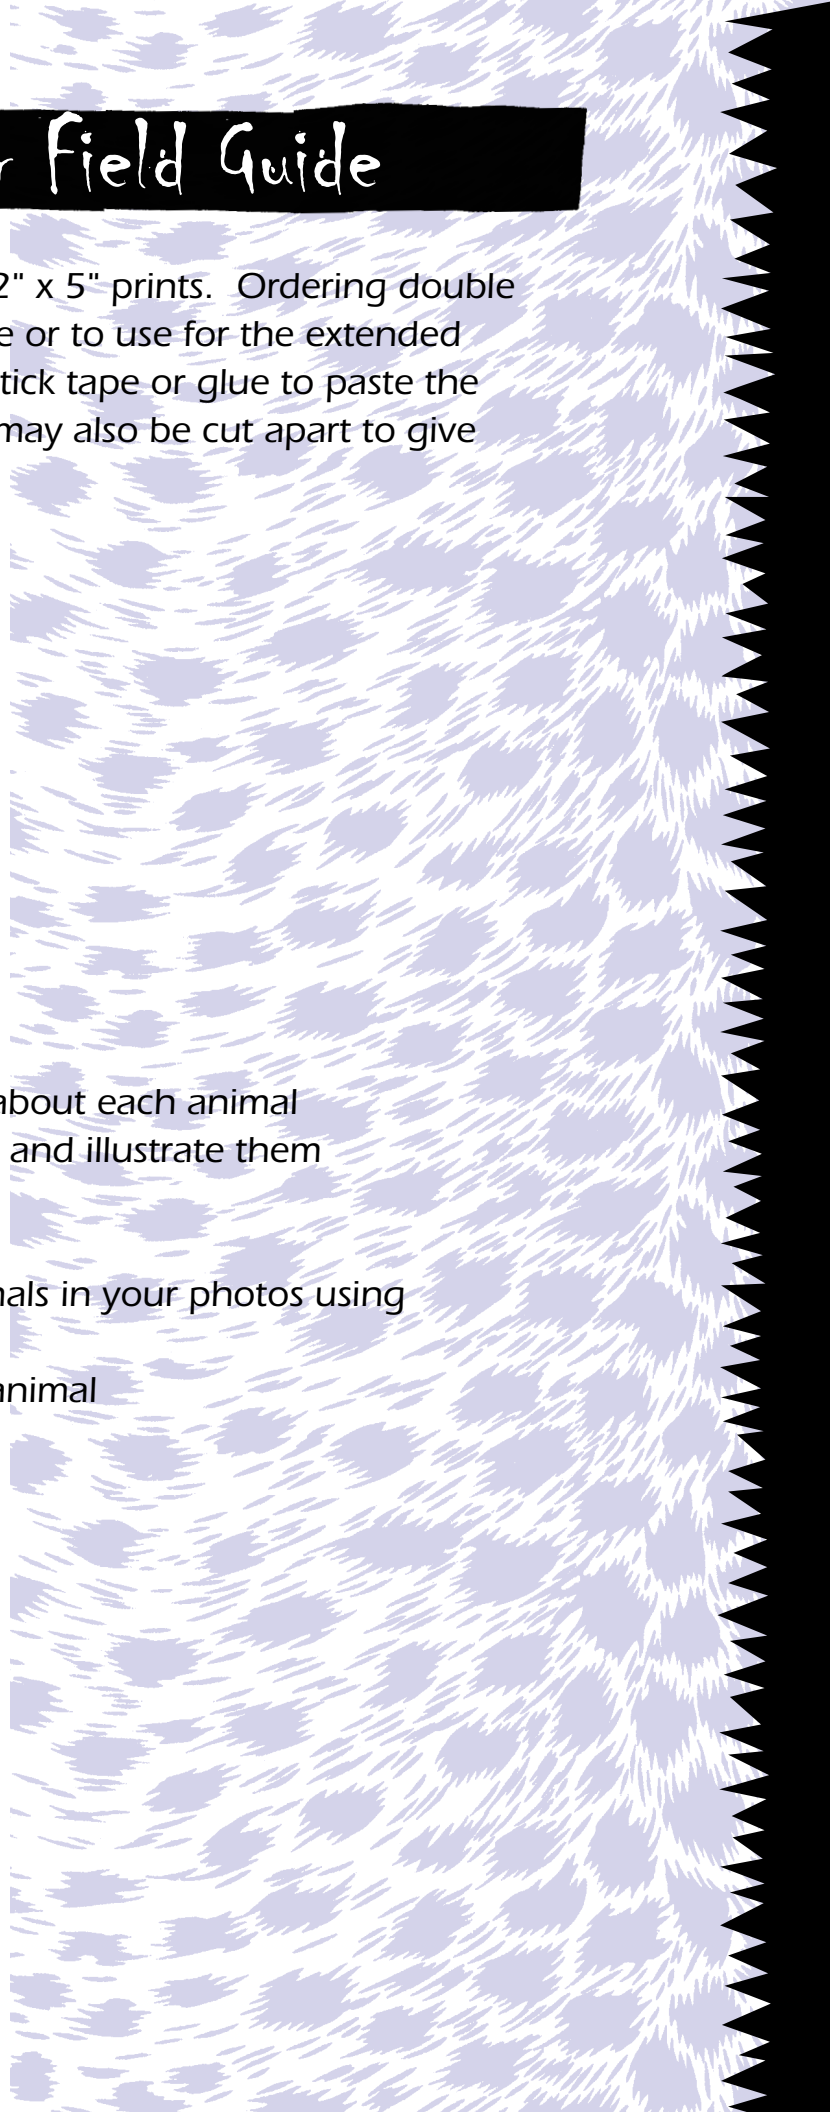 r Field Guide
2" x 5" prints.  Ordering double
e or to use for the extended
tick tape or glue to paste the
may also be cut apart to give
about each animal
and illustrate them
nals in your photos using
animal